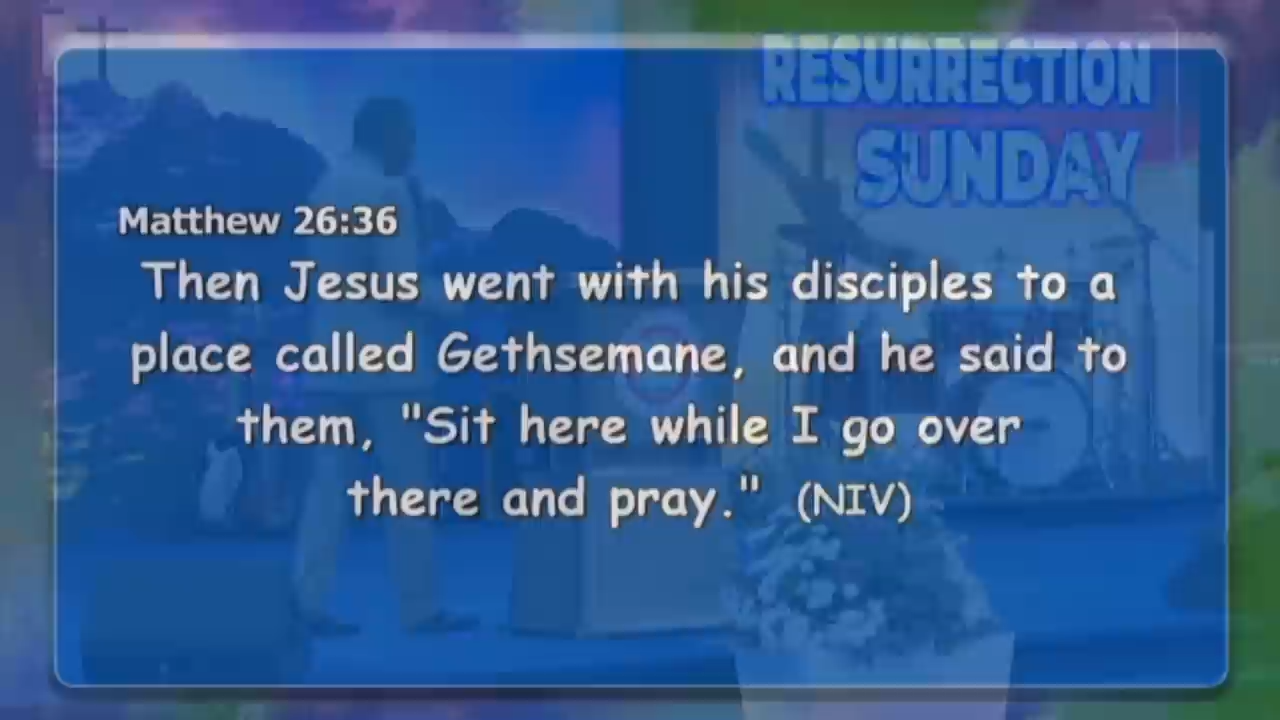 RESURRECTION
SUNDAY
Matthew 26:36
Then Jesus went with his disciples to a
place called Gethsemane, and he said to
them, "Sit here while I go over
there and pray." (NIV)